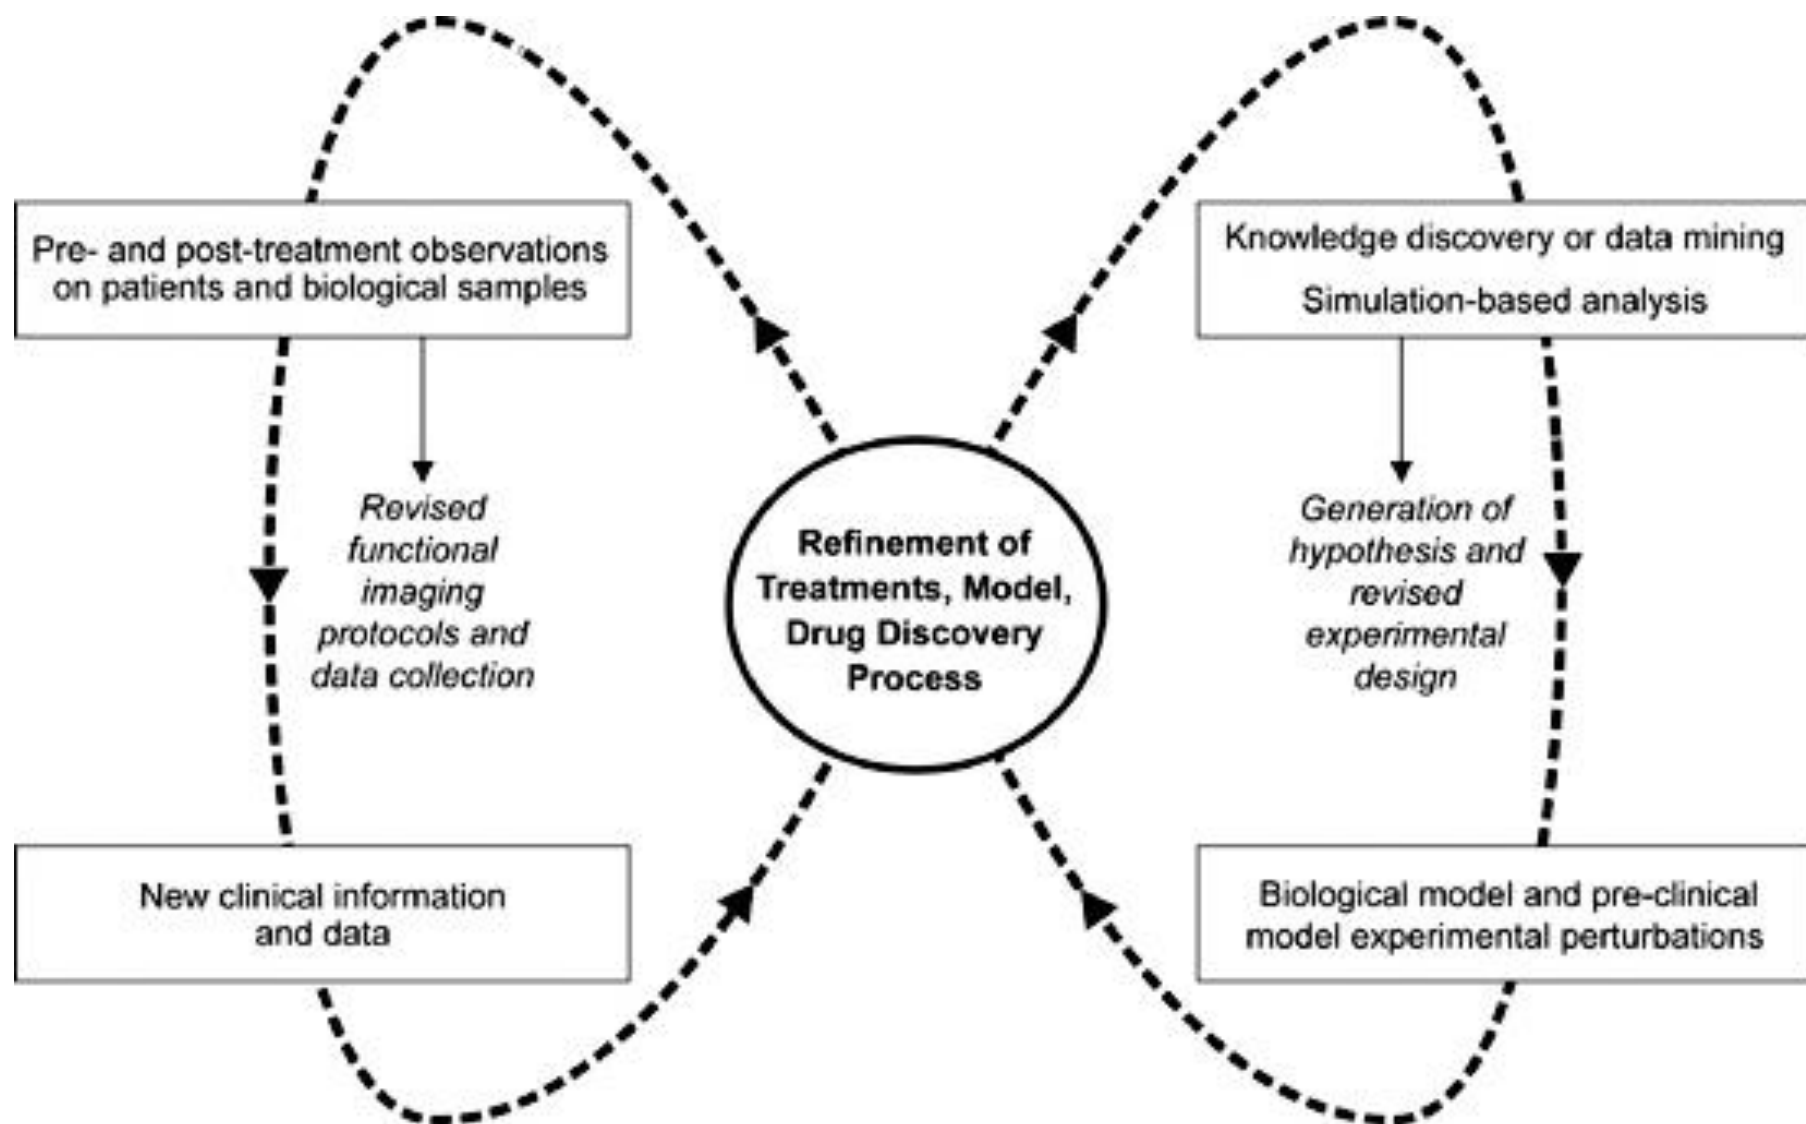 Pre- and post-treatment observations
on patients and biological samples
Revised
functional
imaging
protocols and
data collection
New clinical information
and data
Refinement of
Treatments, Model,
Drug Discovery
Process
Knowledge discovery or data mining
Simulation-based analysis
Generation of
hypothesis and
revised
experimental
design
Biological model and pre-clinical
model experimental perturbations